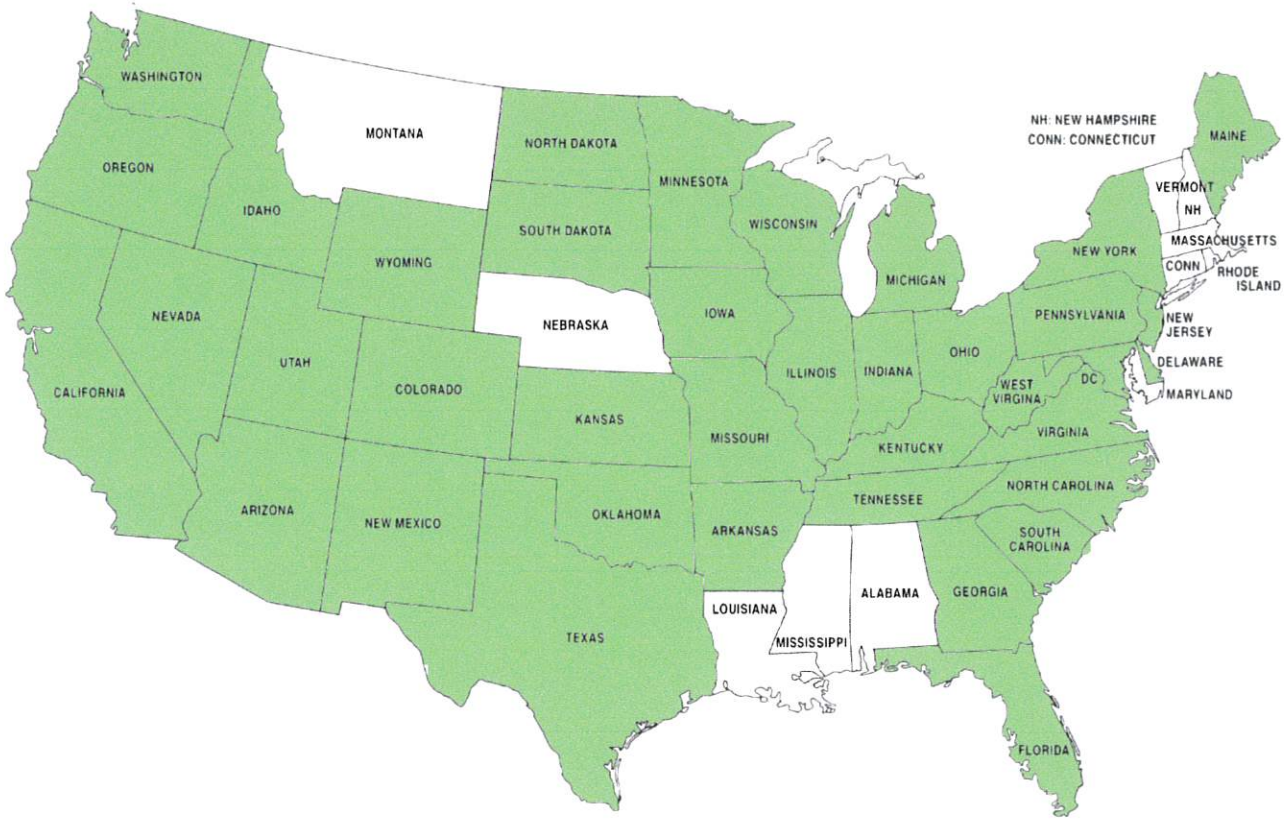 WASHINGTON
MONTANA
NORTH DAKOTA
MINNESOTA
NH: NEW HAMPSHIRE
CONN: CONNECTICUT
MAINE
OREGON
IDAHO
WYOMING
SOUTH DAKOTA
WISCONSIN
MICHIGAN
NEW YORK
VERMONT
NH
MASSACHUSETTS
CONN
RHODE
ISLAND
NEVADA
UTAH
COLORADO
NEBRASKA
IOWA
ILLINOIS
INDIANA
OHIO
PENNSYLVANIA
NEW
JERSEY
DELAWARE
MARYLAND
DC
WEST
VIRGINA
VIRGINIA
CALIFORNIA
KANSAS
MISSOURI
KENTUCKY
ARIZONA
NEW MEXICO
OKLAHOMA
ARKANSAS
TENNESSEE
NORTH CAROLINA
SOUTH
CAROLINA
TEXAS
LOUISIANA
MISSISSIPPI
ALABAMA
GEORGIA
FLORIDA